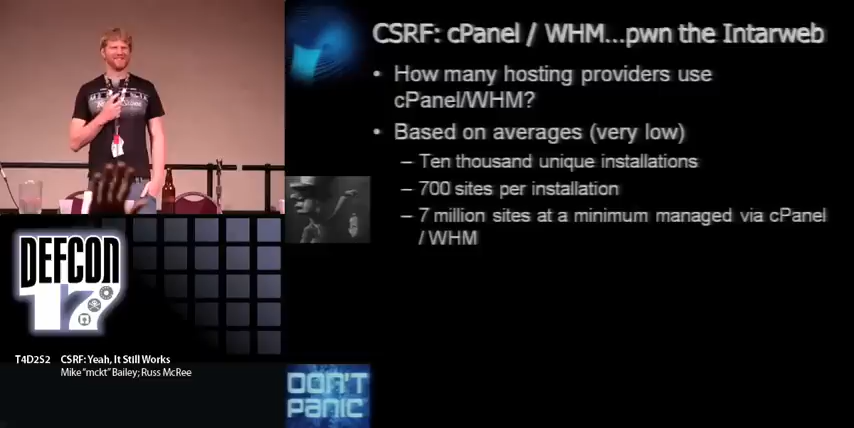 CSRF: cPanel / WHM...pwn the Intarweb
• How many hosting providers use
cPanel/WHM?
• Based on averages (very low)
– Ten thousand unique installations
– 700 sites per installation
– 7 million sites at a minimum managed via cPanel
/ WHM
DEFCON
17
T4D2S2 CSRF: Yeah, It Still Works
Mike "mckt" Bailey; Russ McRee
DON'T
PANIC